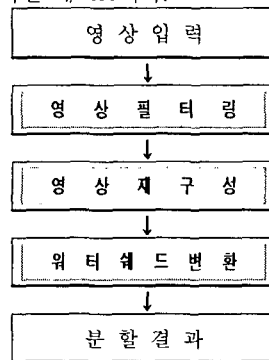 영 상 입 력
영 상 필 터 링
영 상 재 구 성
워 터 쉐 드 변 환
분 할 결 과